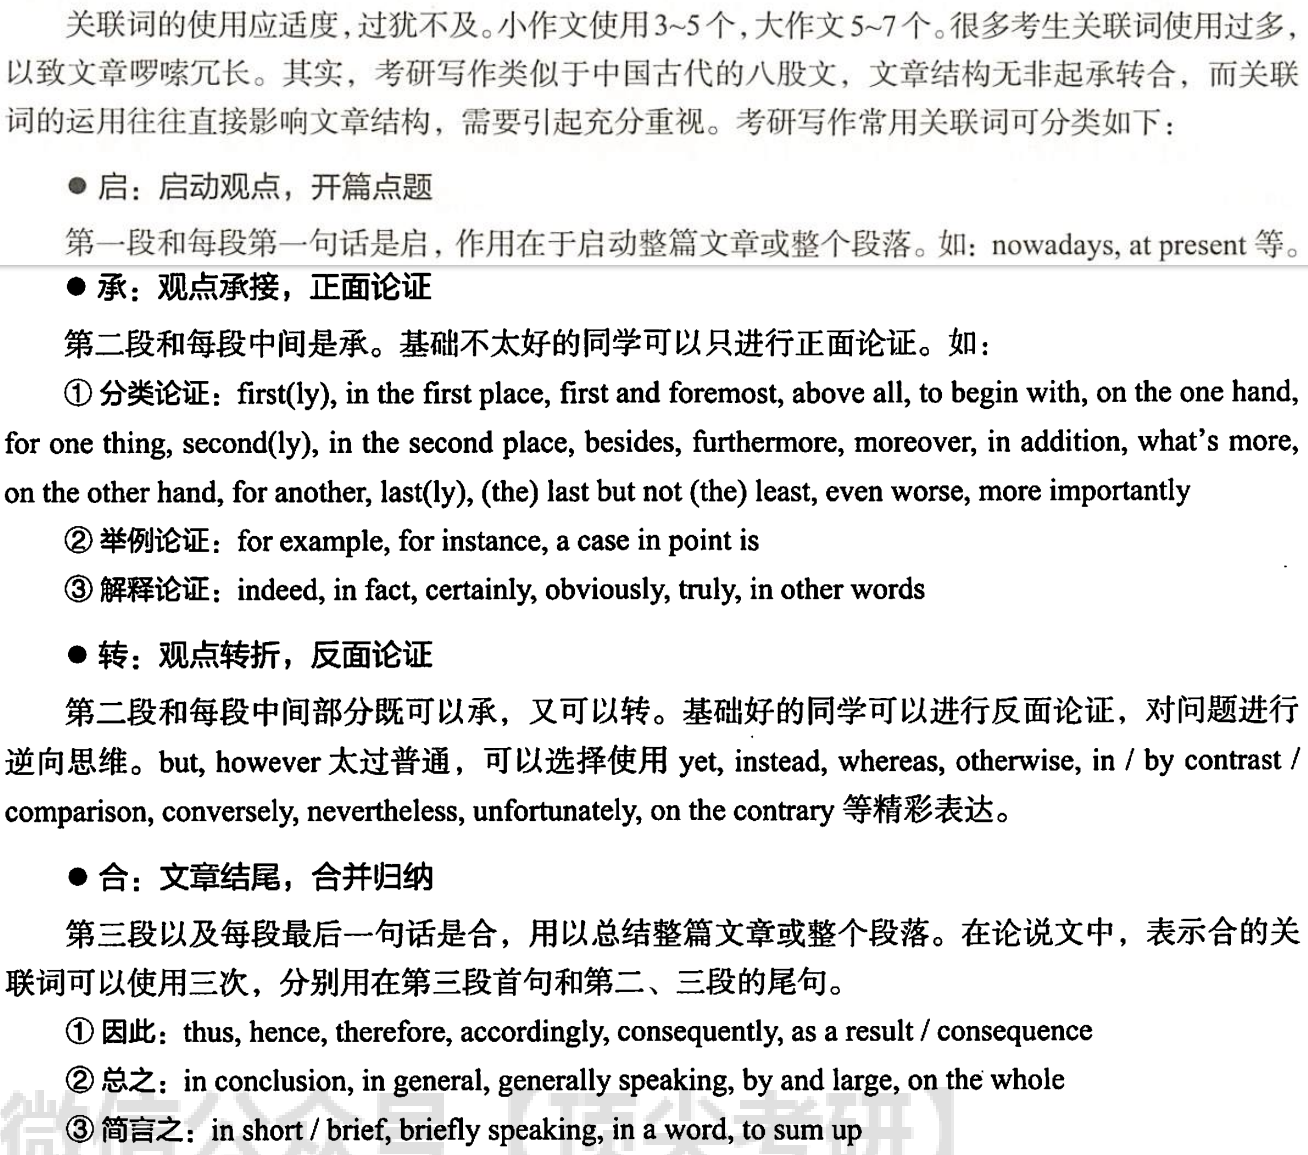 关联词的使用应适度，过犹不及。小作文使用3~5个，大作文5~7个。很多考生关联词使用过多，
以致文章啰嗦冗长。其实，考研写作类似于中国古代的八股文，文章结构无非起承转合，而关联
词的运用往往直接影响文章结构，需要引起充分重视。考研写作常用关联词可分类如下：
● 启：启动观点，开篇点题
第一段和每段第一句话是启，作用在于启动整篇文章或整个段落。如：nowadays, at present 等。
● 承：观点承接，正面论证
第二段和每段中间是承。基础不太好的同学可以只进行正面论证。如：
① 分类论证：first(ly), in the first place, first and foremost, above all, to begin with, on the one hand,
for one thing, second(ly), in the second place, besides, furthermore, moreover, in addition, what's more,
on the other hand, for another, last(ly), (the) last but not (the) least, even worse, more importantly
② 举例论证：for example, for instance, a case in point is
③ 解释论证：indeed, in fact, certainly, obviously, truly, in other words
● 转：观点转折，反面论证
第二段和每段中间部分既可以承，又可以转。基础好的同学可以进行反面论证，对问题进行
逆向思维。but, however 太过普通，可以选择使用 yet, instead, whereas, otherwise, in / by contrast /
comparison, conversely, nevertheless, unfortunately, on the contrary 等精彩表达。
● 合：文章结尾，合并归纳
第三段以及每段最后一句话是合，用以总结整篇文章或整个段落。在论说文中，表示合的关
联词可以使用三次，分别用在第三段首句和第二、三段的尾句。
① 因此：thus, hence, therefore, accordingly, consequently, as a result / consequence
② 总之：in conclusion, in general, generally speaking, by and large, on the whole
③ 简言之：in short / brief, briefly speaking, in a word, to sum up
微信公众号【顶尖考研】